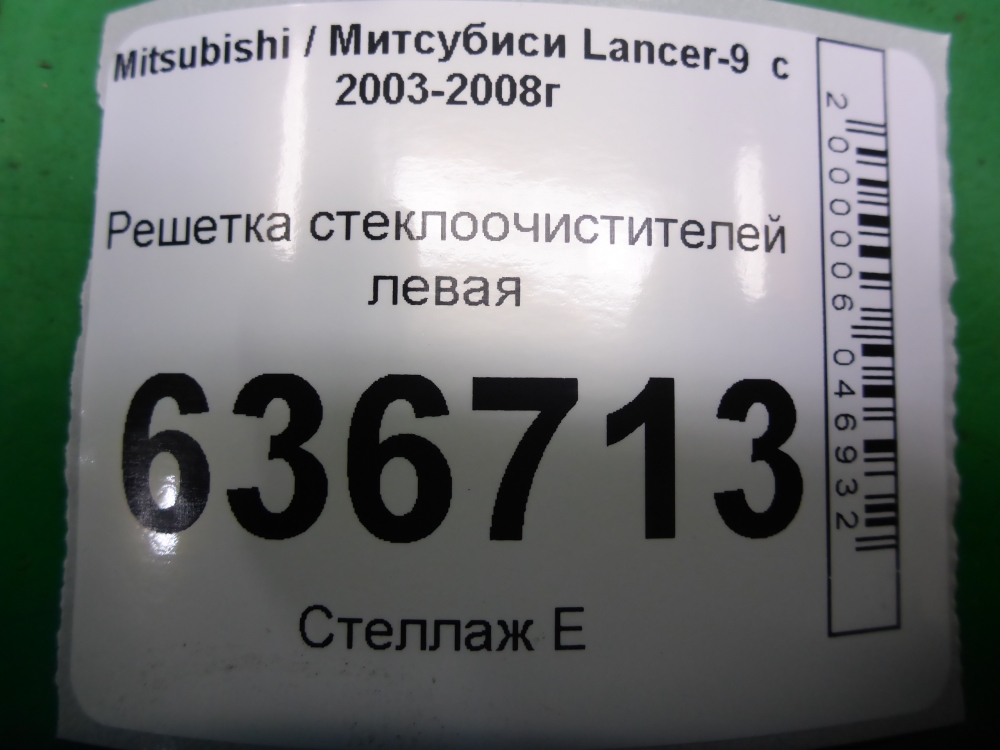 Mitsubishi / Митсубиси Lancer-9 с
2003-2008г
Решетка стеклоочистителей
левая
636713
Стеллаж Е
2000006046932